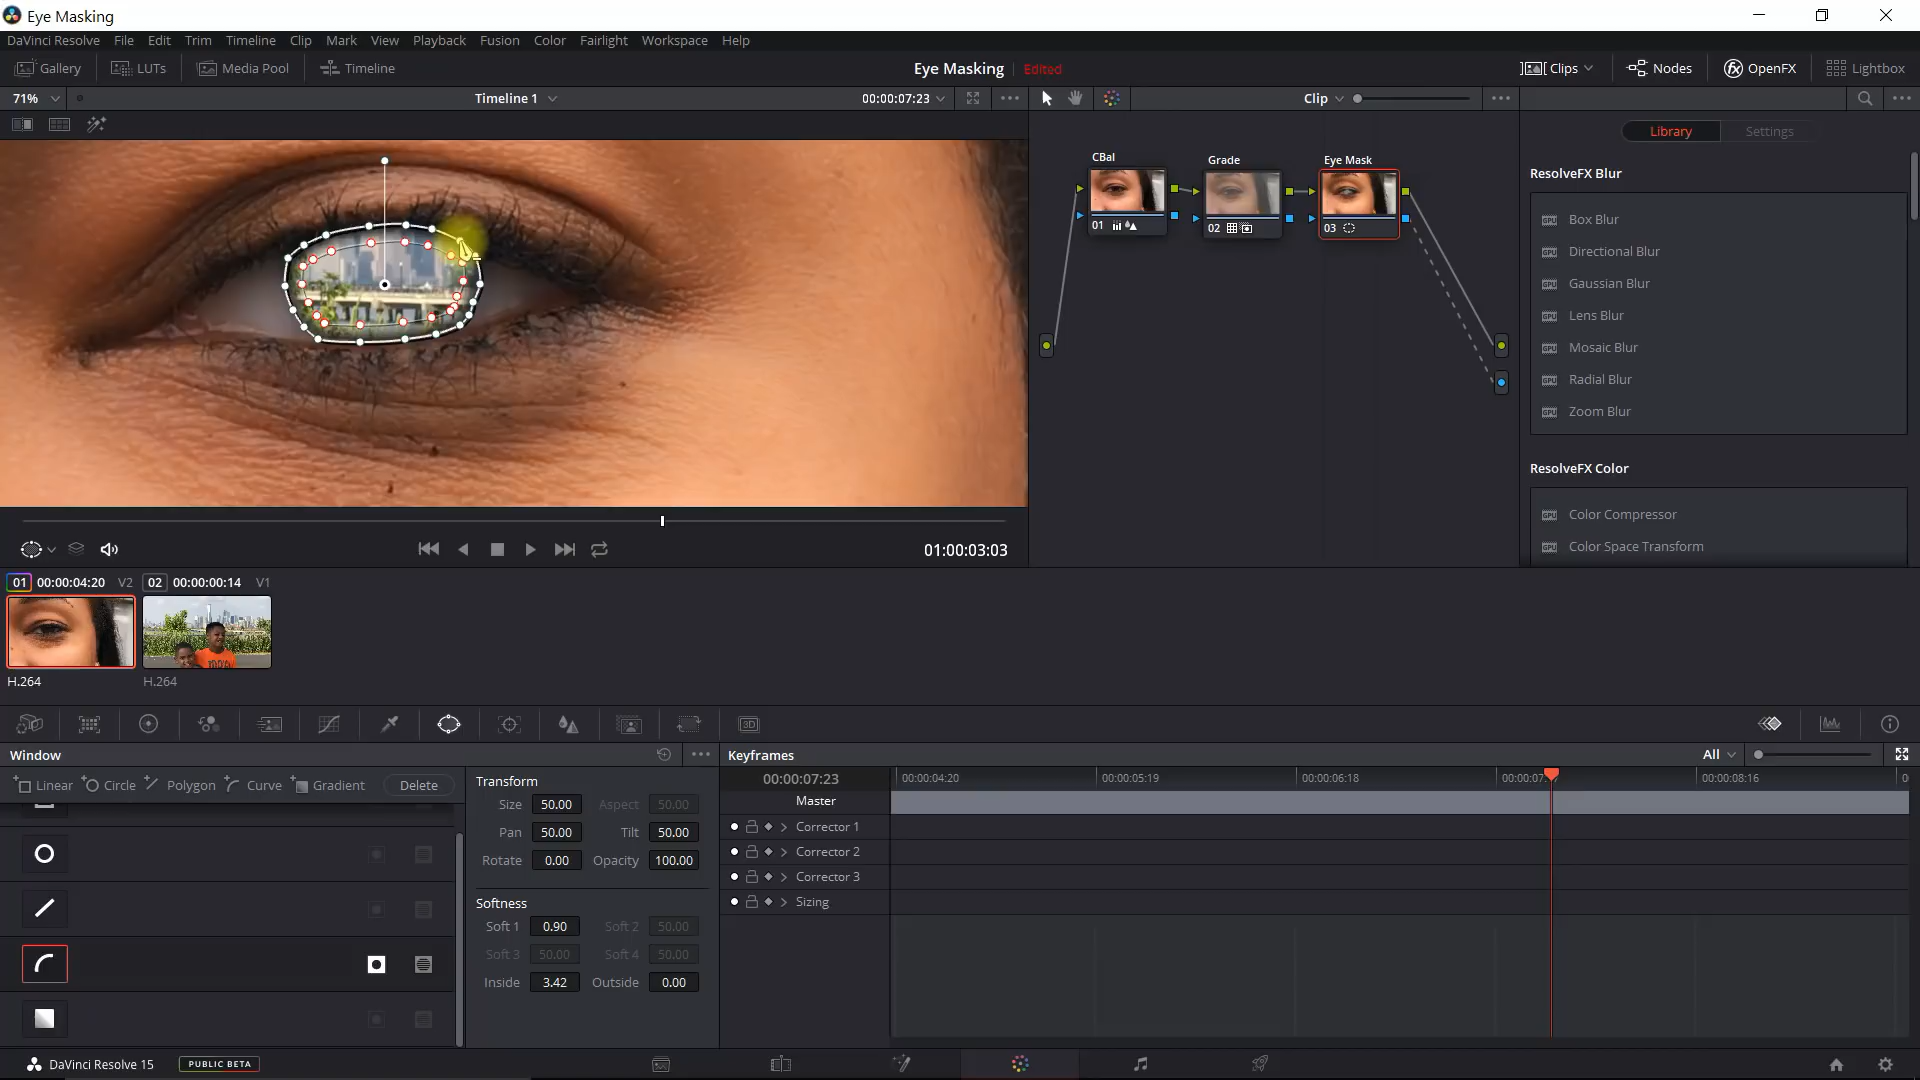 Eye Masking
DaVinci Resolve File Edit Trim Timeline Clip Mark View Playback Fusion Color Fairlight Workspace Help
Gallery LUTs Media Pool Timeline Eye Masking Edited Clips Nodes OpenFX Lightbox
71% Timeline 1 00:00:07:23 Clip
Library Settings
CBal Grade Eye Mask
01 02 03
ResolveFX Blur
Box Blur
Directional Blur
Gaussian Blur
Lens Blur
Mosaic Blur
Radial Blur
Zoom Blur
ResolveFX Color
Color Compressor
Color Space Transform
01:00:03:03
01 00:00:04:20 V2 02 00:00:00:14 V1
H.264 H.264
3D
Window
Linear Circle Polygon Curve Gradient Delete
Transform
Size 50.00 Aspect 50.00
Pan 50.00 Tilt 50.00
Rotate 0.00 Opacity 100.00
Softness
Soft 1 0.90 Soft 2 50.00
Soft 3 50.00 Soft 4 50.00
Inside 3.42 Outside 0.00
Keyframes All
00:00:07:23 00:00:04:20 00:00:05:19 00:00:06:18 00:00:07: 00:00:08:16
Master
Corrector 1
Corrector 2
Corrector 3
Sizing
DaVinci Resolve 15 PUBLIC BETA